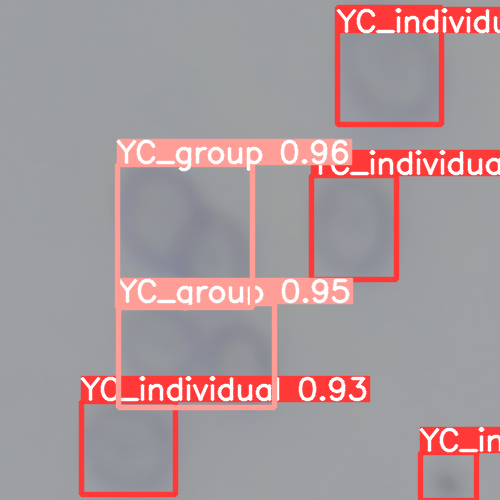 YC_individu
YC_group 0.96
YC_individua
YC_group 0.95
YC_individual 0.93
YC_in